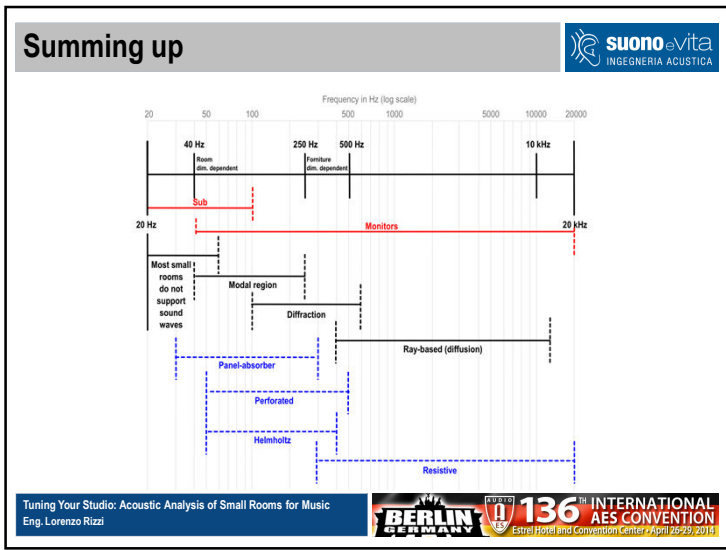 Summing up
suono e vita
INGEGNERIA ACUSTICA
Frequency in Hz (log scale)
20 50 100 500 1000 5000 10000 20000
40 Hz 250 Hz 500 Hz 10 kHz
Room
dim. dependent
Forniture
dim. dependent
Sub
20 Hz Monitors 20 kHz
Most small
rooms
do not
support
sound
waves
Modal region
Diffraction
Ray-based (diffusion)
Panel-absorber
Perforated
Helmholtz
Resistive
Tuning Your Studio: Acoustic Analysis of Small Rooms for Music
Eng. Lorenzo Rizzi
BERLIN
GERMANY
AUDIO
AES
136TH INTERNATIONAL
AES CONVENTION
Estrel Hotel and Convention Center - April 26-29, 2014